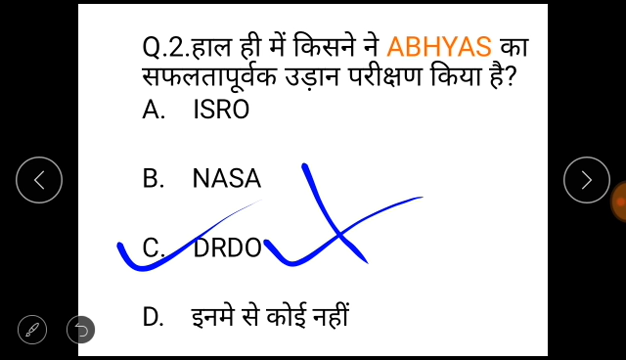 Q.2.हाल ही में किसने ने ABHYAS का
सफलतापूर्वक उड़ान परीक्षण किया है?
A. ISRO
B. NASA
C. DRDO
D. इनमे से कोई नहीं